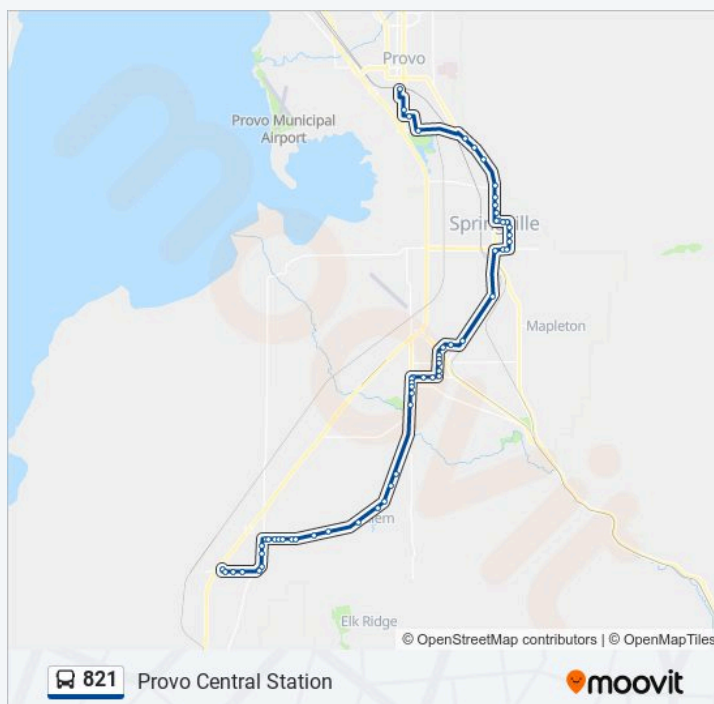 Provo
Provo Municipal
Airport
Springville
Mapleton
Elk Ridge
© OpenStreetMap contributors | © OpenMapTiles
821 Provo Central Station
moovit